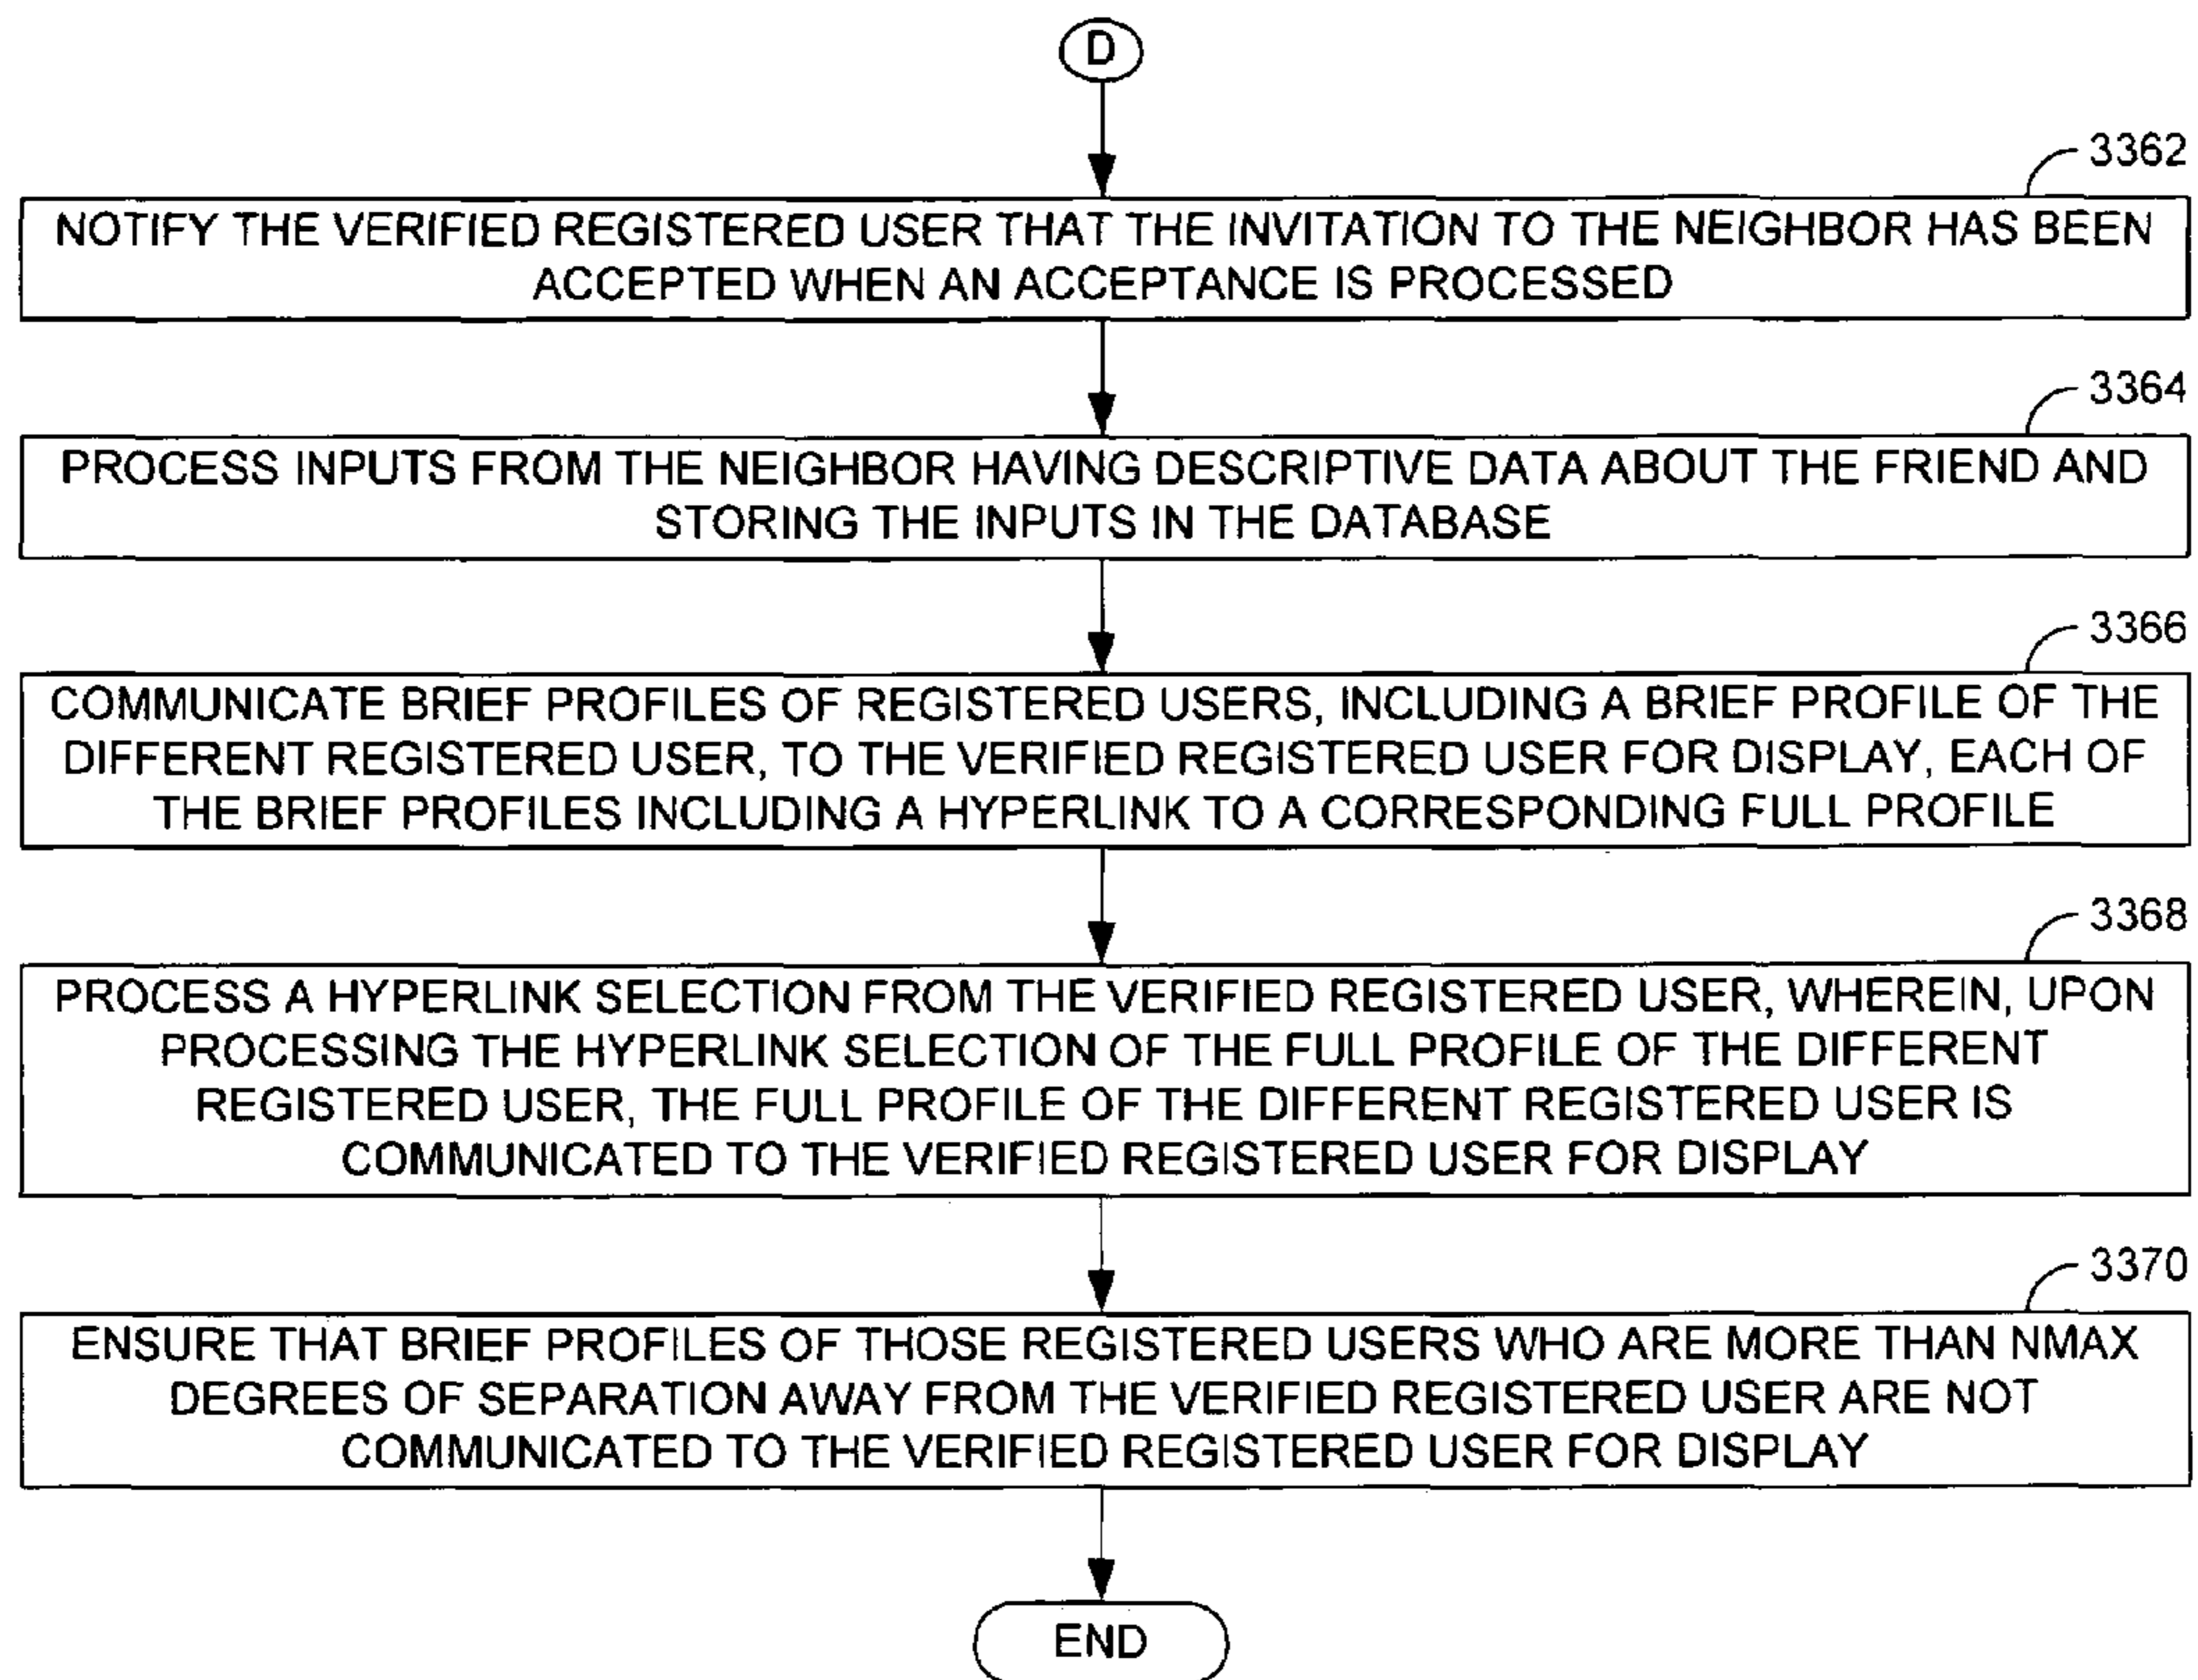 D
3362
NOTIFY THE VERIFIED REGISTERED USER THAT THE INVITATION TO THE NEIGHBOR HAS BEEN
ACCEPTED WHEN AN ACCEPTANCE IS PROCESSED
3364
PROCESS INPUTS FROM THE NEIGHBOR HAVING DESCRIPTIVE DATA ABOUT THE FRIEND AND
STORING THE INPUTS IN THE DATABASE
3366
COMMUNICATE BRIEF PROFILES OF REGISTERED USERS, INCLUDING A BRIEF PROFILE OF THE
DIFFERENT REGISTERED USER, TO THE VERIFIED REGISTERED USER FOR DISPLAY, EACH OF
THE BRIEF PROFILES INCLUDING A HYPERLINK TO A CORRESPONDING FULL PROFILE
3368
PROCESS A HYPERLINK SELECTION FROM THE VERIFIED REGISTERED USER, WHEREIN, UPON
PROCESSING THE HYPERLINK SELECTION OF THE FULL PROFILE OF THE DIFFERENT
REGISTERED USER, THE FULL PROFILE OF THE DIFFERENT REGISTERED USER IS
COMMUNICATED TO THE VERIFIED REGISTERED USER FOR DISPLAY
3370
ENSURE THAT BRIEF PROFILES OF THOSE REGISTERED USERS WHO ARE MORE THAN NMAX
DEGREES OF SEPARATION AWAY FROM THE VERIFIED REGISTERED USER ARE NOT
COMMUNICATED TO THE VERIFIED REGISTERED USER FOR DISPLAY
END